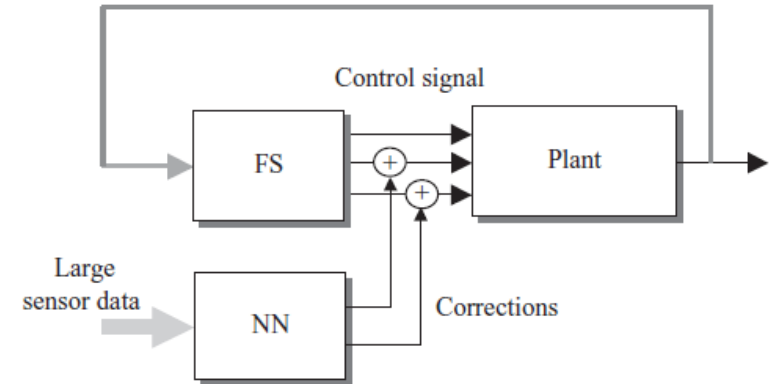 Control signal
FS
+
Plant
+
Large
sensor data
NN
Corrections